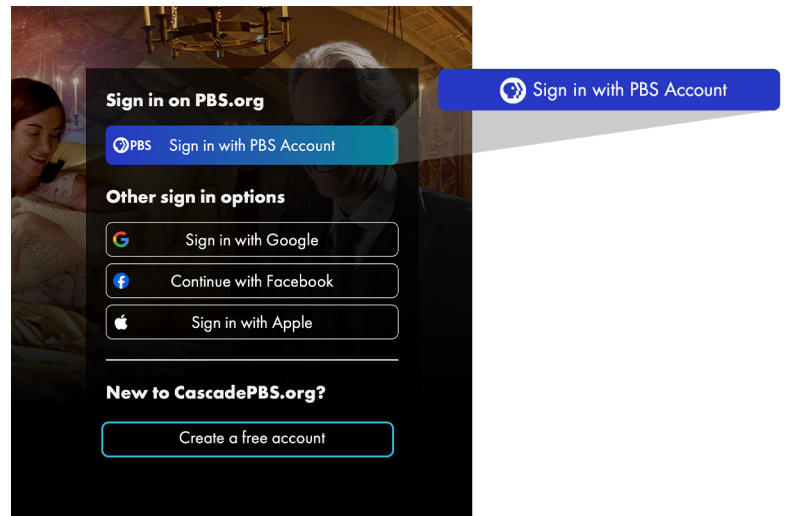 Sign in on PBS.org
PBS Sign in with PBS Account
Sign in with PBS Account
Other sign in options
Sign in with Google
Continue with Facebook
Sign in with Apple
New to CascadePBS.org?
Create a free account